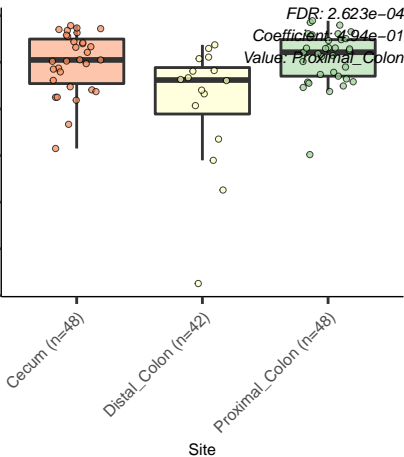 FDR: 2.623e−04
Coefficient: 4.94e−01
Value: Proximal_Colon
Cecum (n=48)
Distal_Colon (n=42)
Proximal_Colon (n=48)
Site